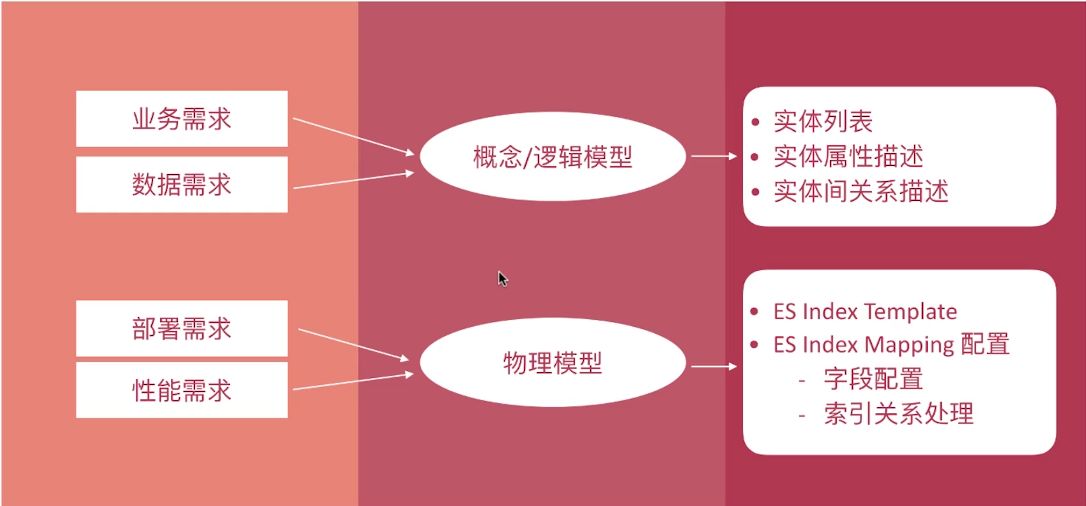 业务需求
数据需求
概念/逻辑模型
• 实体列表
• 实体属性描述
• 实体间关系描述
部署需求
性能需求
物理模型
• ES Index Template
• ES Index Mapping 配置
- 字段配置
- 索引关系处理